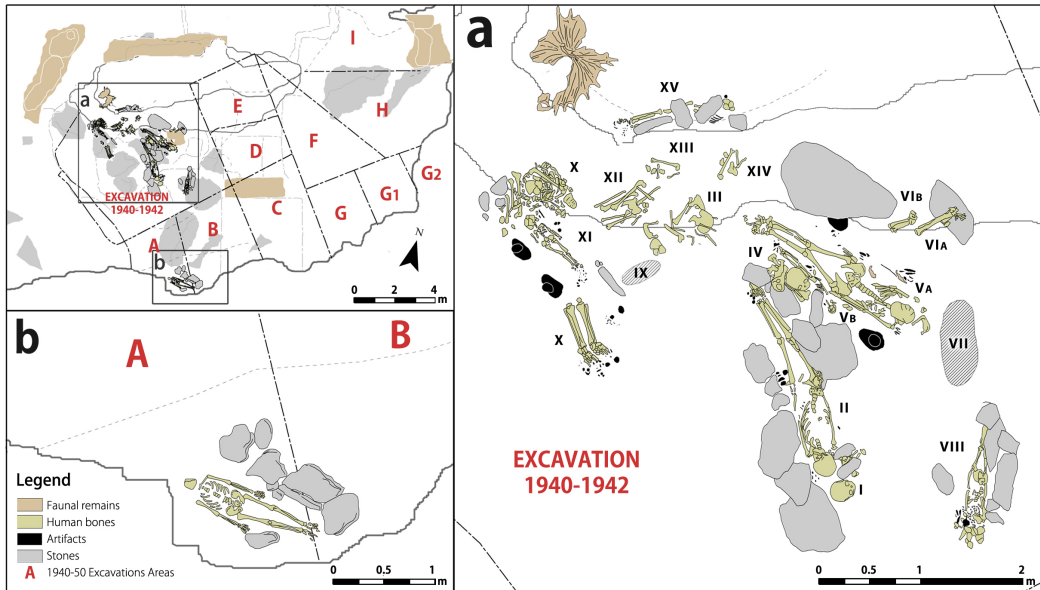 I
a
E
H
D
F
G2
G1
EXCAVATION
1940-1942
C
G
B
A
N
b
0 2 4
m
b
A
B
Legend
Faunal remains
Human bones
Artifacts
Stones
A 1940-50 Excavations Areas
0 0.5 1
m
a
XV
XIII
X
XII
XIV
III
VIB
VIA
XI
IX
IV
VA
VB
X
VII
II
VIII
EXCAVATION
1940-1942
I
0 0.5 1 2
m